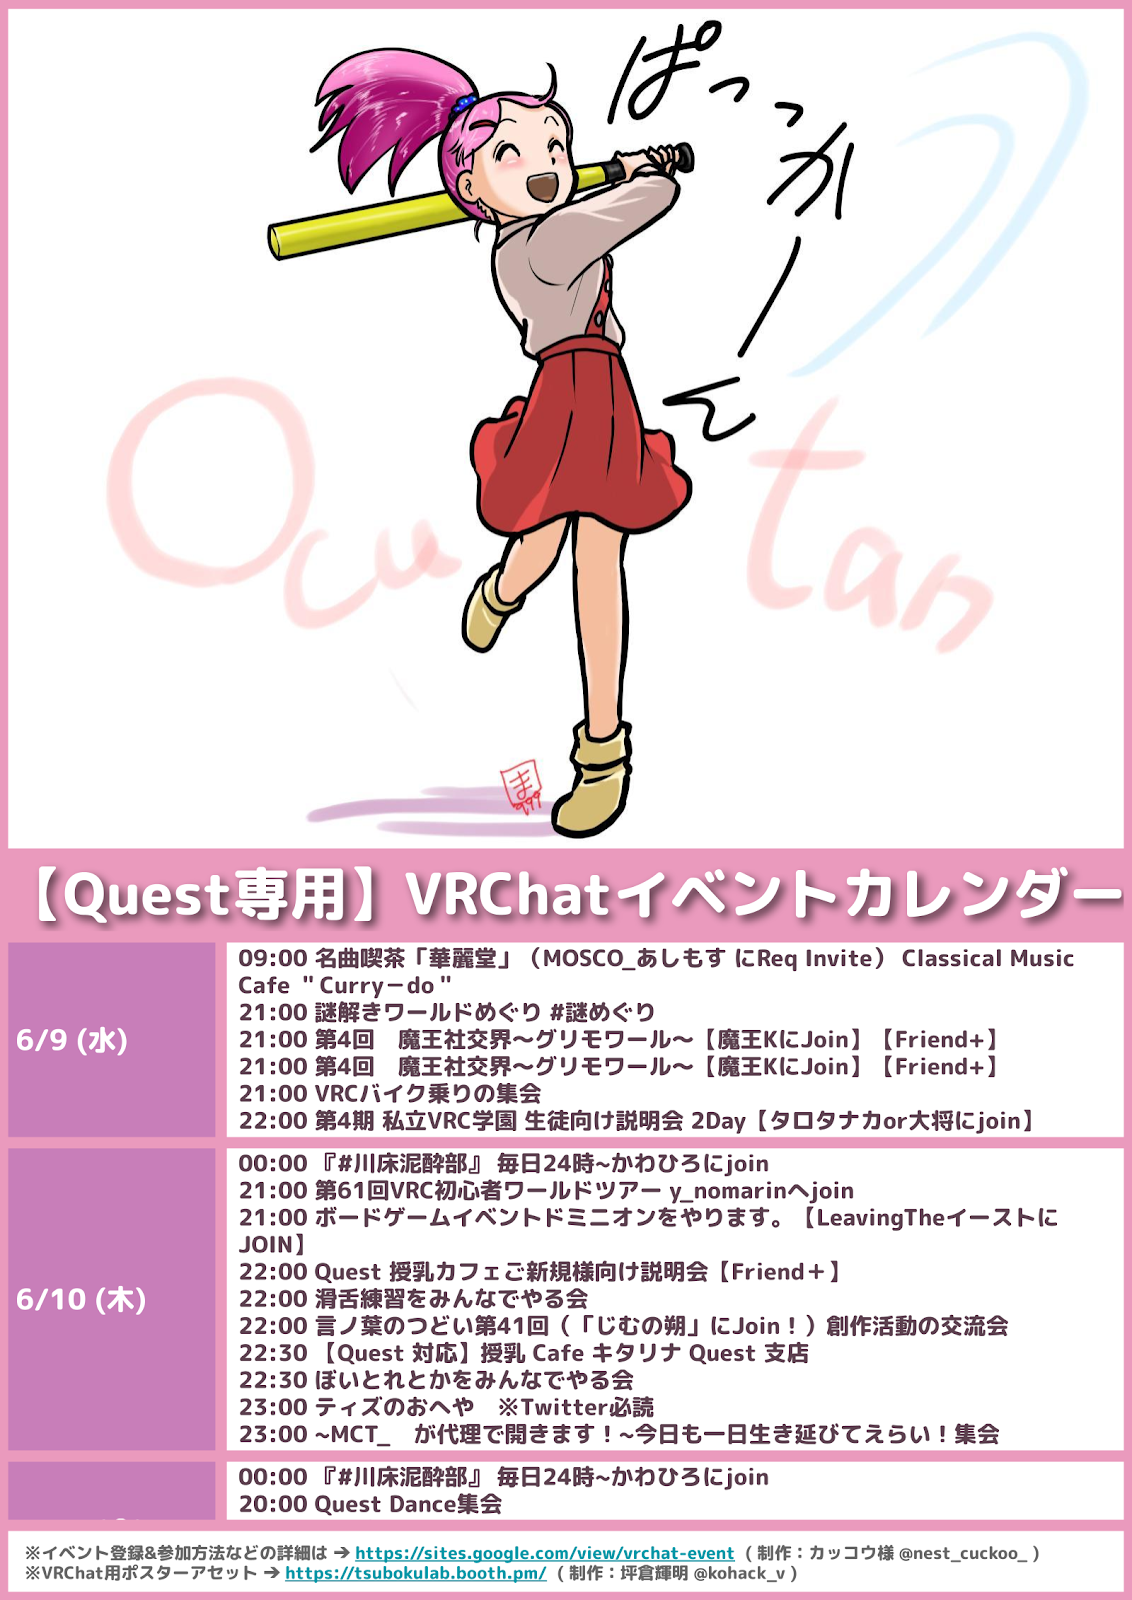 ぱっっかーん
Ocu tan
ま
999
【Quest専用】VRChatイベントカレンダー
6/9 (水)
09:00 名曲喫茶「華麗堂」（MOSCO_あしもす にReq Invite） Classical Music
Cafe ＂Curry－do＂
21:00 謎解きワールドめぐり #謎めぐり
21:00 第4回　魔王社交界～グリモワール～【魔王KにJoin】【Friend+】
21:00 第4回　魔王社交界～グリモワール～【魔王KにJoin】【Friend+】
21:00 VRCバイク乗りの集会
22:00 第4期 私立VRC学園 生徒向け説明会 2Day【タロタナカor大将にjoin】
6/10 (木)
00:00 『#川床泥酔部』 毎日24時~かわひろにjoin
21:00 第61回VRC初心者ワールドツアー y_nomarinへjoin
21:00 ボードゲームイベントドミニオンをやります。【LeavingTheイーストに
JOIN】
22:00 Quest 授乳カフェご新規様向け説明会【Friend＋】
22:00 滑舌練習をみんなでやる会
22:00 言ノ葉のつどい第41回（「じむの朔」にJoin！）創作活動の交流会
22:30 【Quest 対応】授乳 Cafe キタリナ Quest 支店
22:30 ぼいとれとかをみんなでやる会
23:00 ティズのおへや　※Twitter必読
23:00 ~MCT_　が代理で開きます！~今日も一日生き延びてえらい！集会
00:00 『#川床泥酔部』 毎日24時~かわひろにjoin
20:00 Quest Dance集会
※イベント登録&参加方法などの詳細は ➔ https://sites.google.com/view/vrchat-event ( 制作：カッコウ様 @nest_cuckoo_ )
※VRChat用ポスターアセット ➔ https://tsubokulab.booth.pm/ ( 制作：坪倉輝明 @kohack_v )